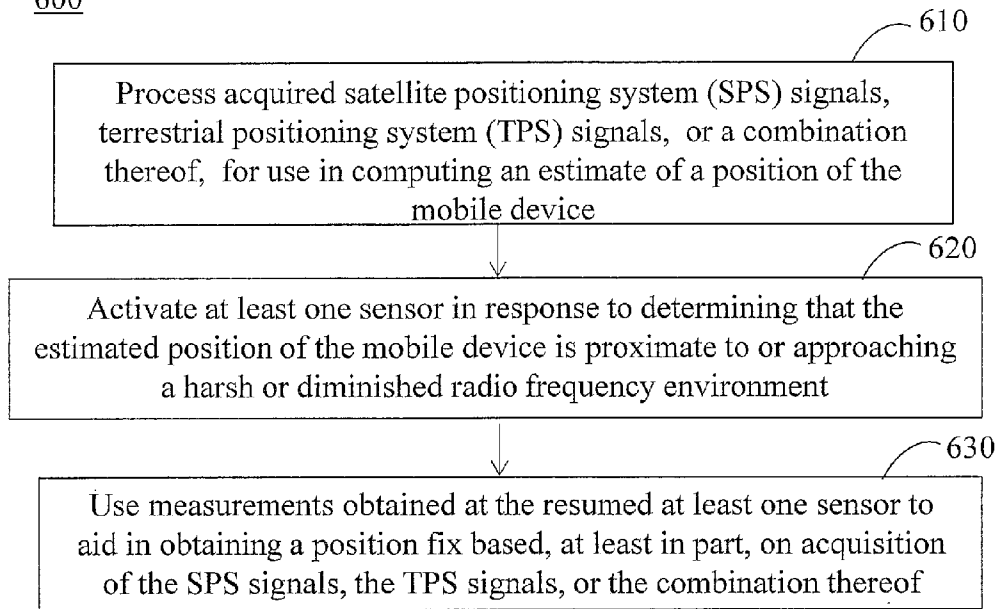 600
610
Process acquired satellite positioning system (SPS) signals,
terrestrial positioning system (TPS) signals, or a combination
thereof, for use in computing an estimate of a position of the
mobile device
620
Activate at least one sensor in response to determining that the
estimated position of the mobile device is proximate to or approaching
a harsh or diminished radio frequency environment
630
Use measurements obtained at the resumed at least one sensor to
aid in obtaining a position fix based, at least in part, on acquisition
of the SPS signals, the TPS signals, or the combination thereof